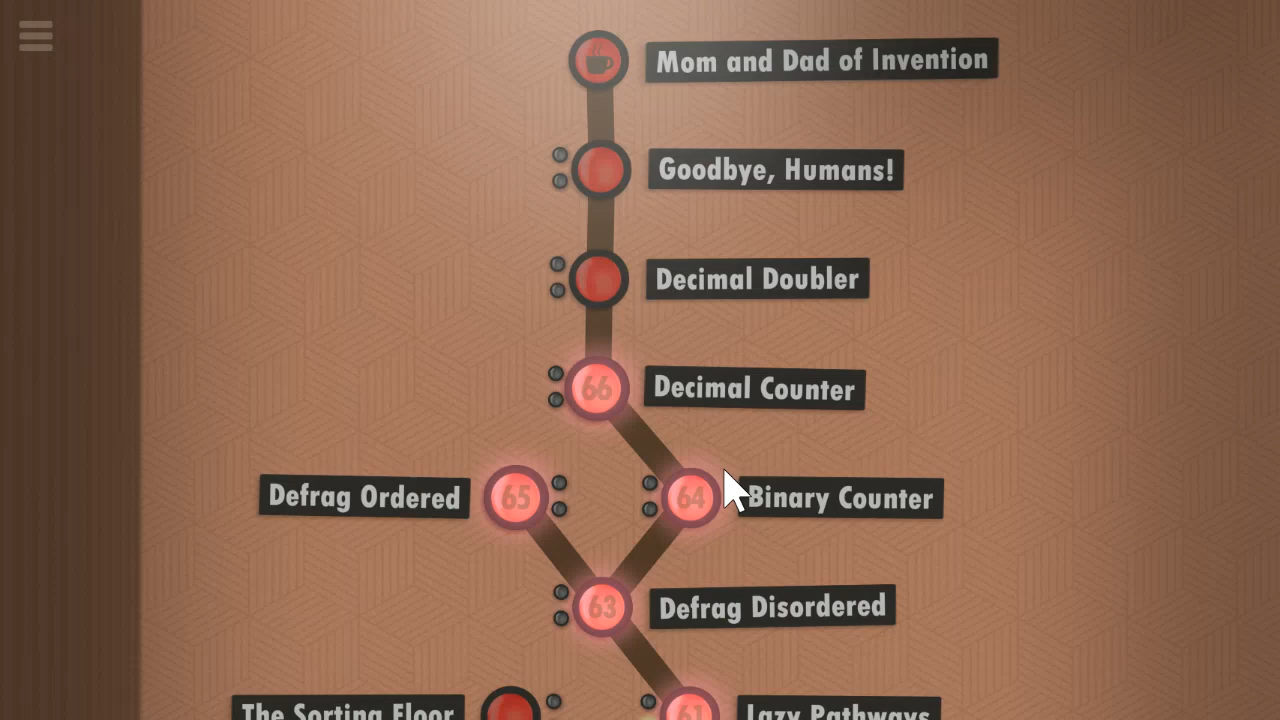 Mom and Dad of Invention
Goodbye, Humans!
Decimal Doubler
66 Decimal Counter
Defrag Ordered 65 64 Binary Counter
63 Defrag Disordered
The Sorting Floor 61 Lazy Pathways